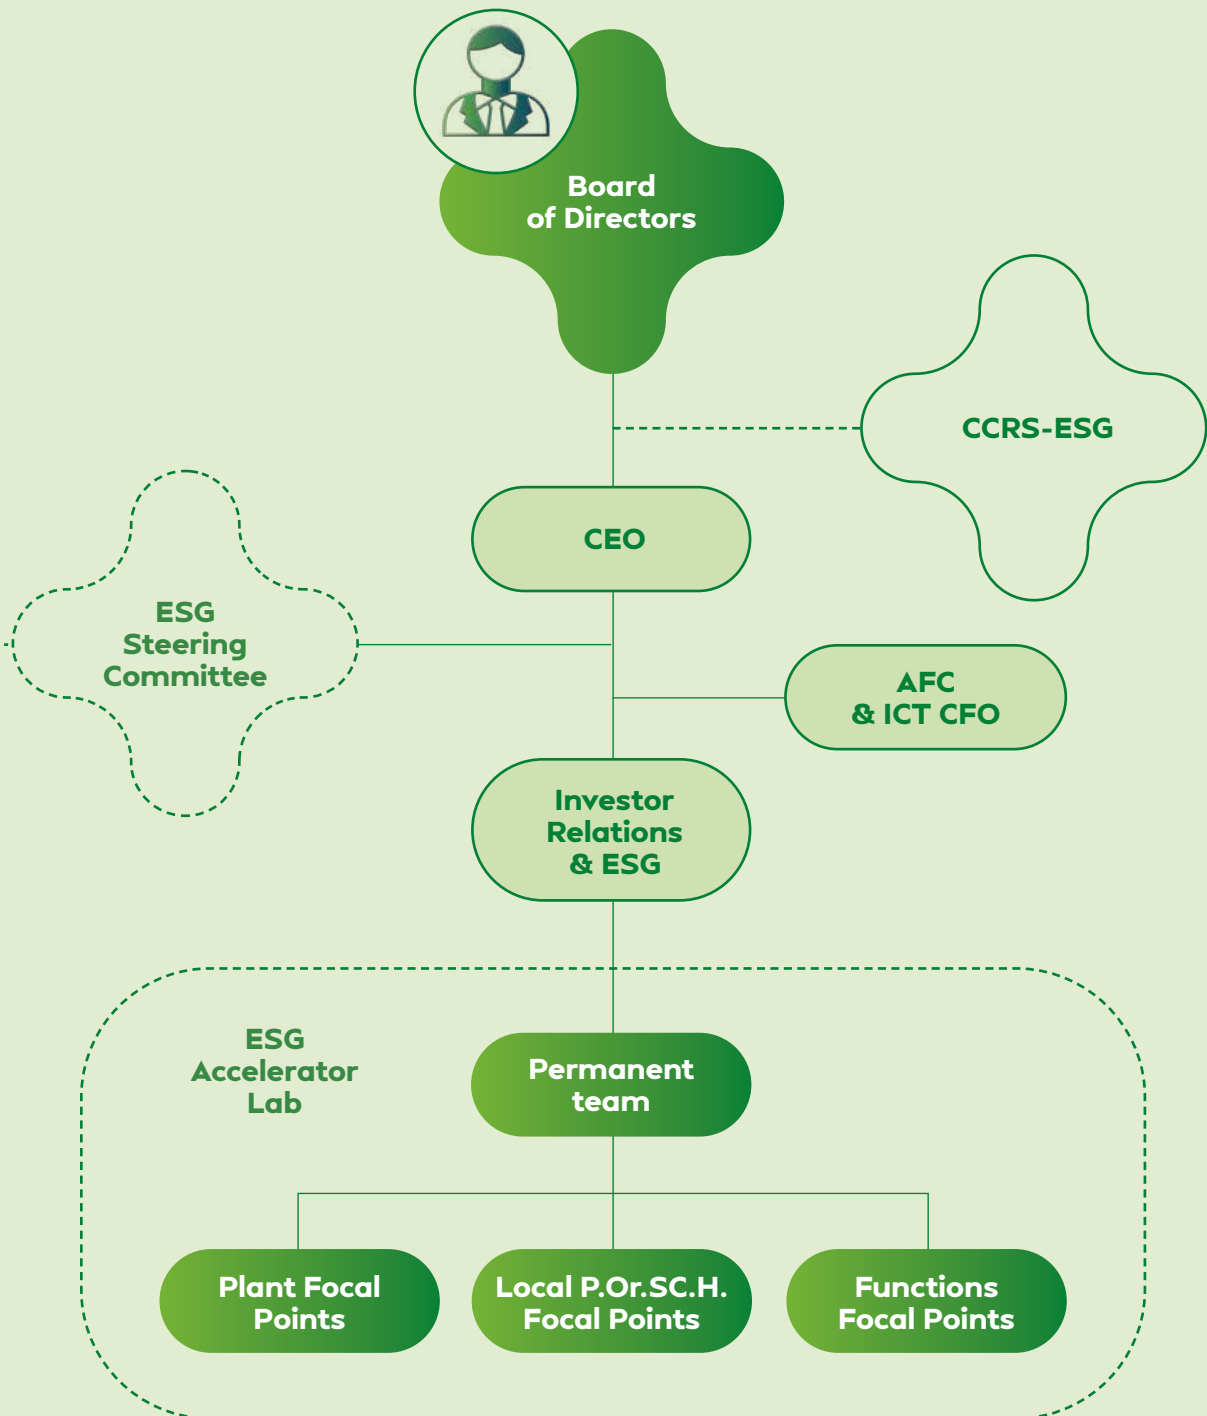 Board
of Directors
CCRS-ESG
CEO
ESG
Steering
Committee
AFC
& ICT CFO
Investor
Relations
& ESG
ESG
Accelerator
Lab
Permanent
team
Plant Focal
Points
Local P.Or.SC.H.
Focal Points
Functions
Focal Points